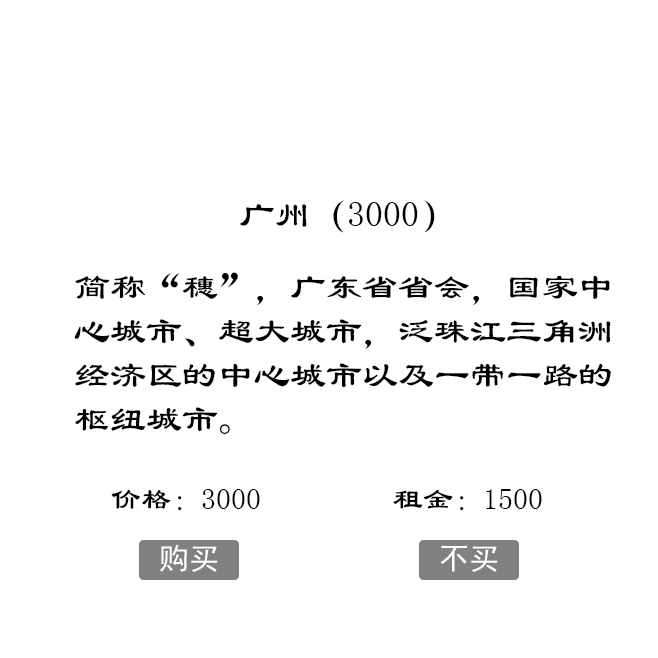 广州（3000）
简称“穗”，广东省省会，国家中
心城市、超大城市，泛珠江三角洲
经济区的中心城市以及一带一路的
枢纽城市。
价格：3000 租金：1500
购买 不买